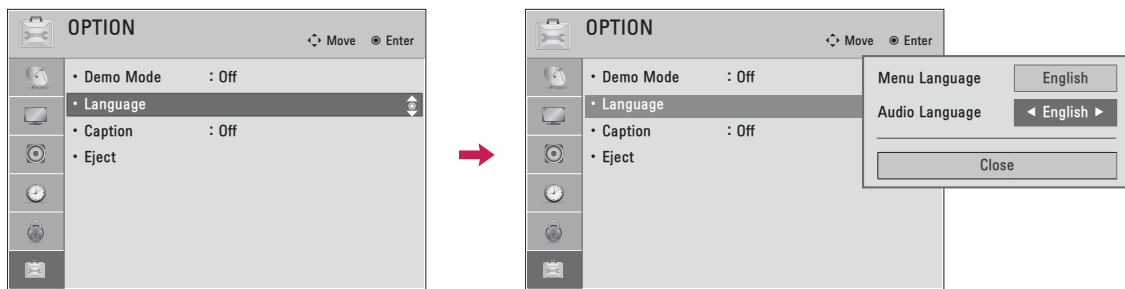 OPTION
Move Enter
• Demo Mode : Off
• Language
• Caption : Off
• Eject
OPTION
Move Enter
• Demo Mode : Off
• Language
• Caption : Off
• Eject
Menu Language English
Audio Language ◄ English ►
Close